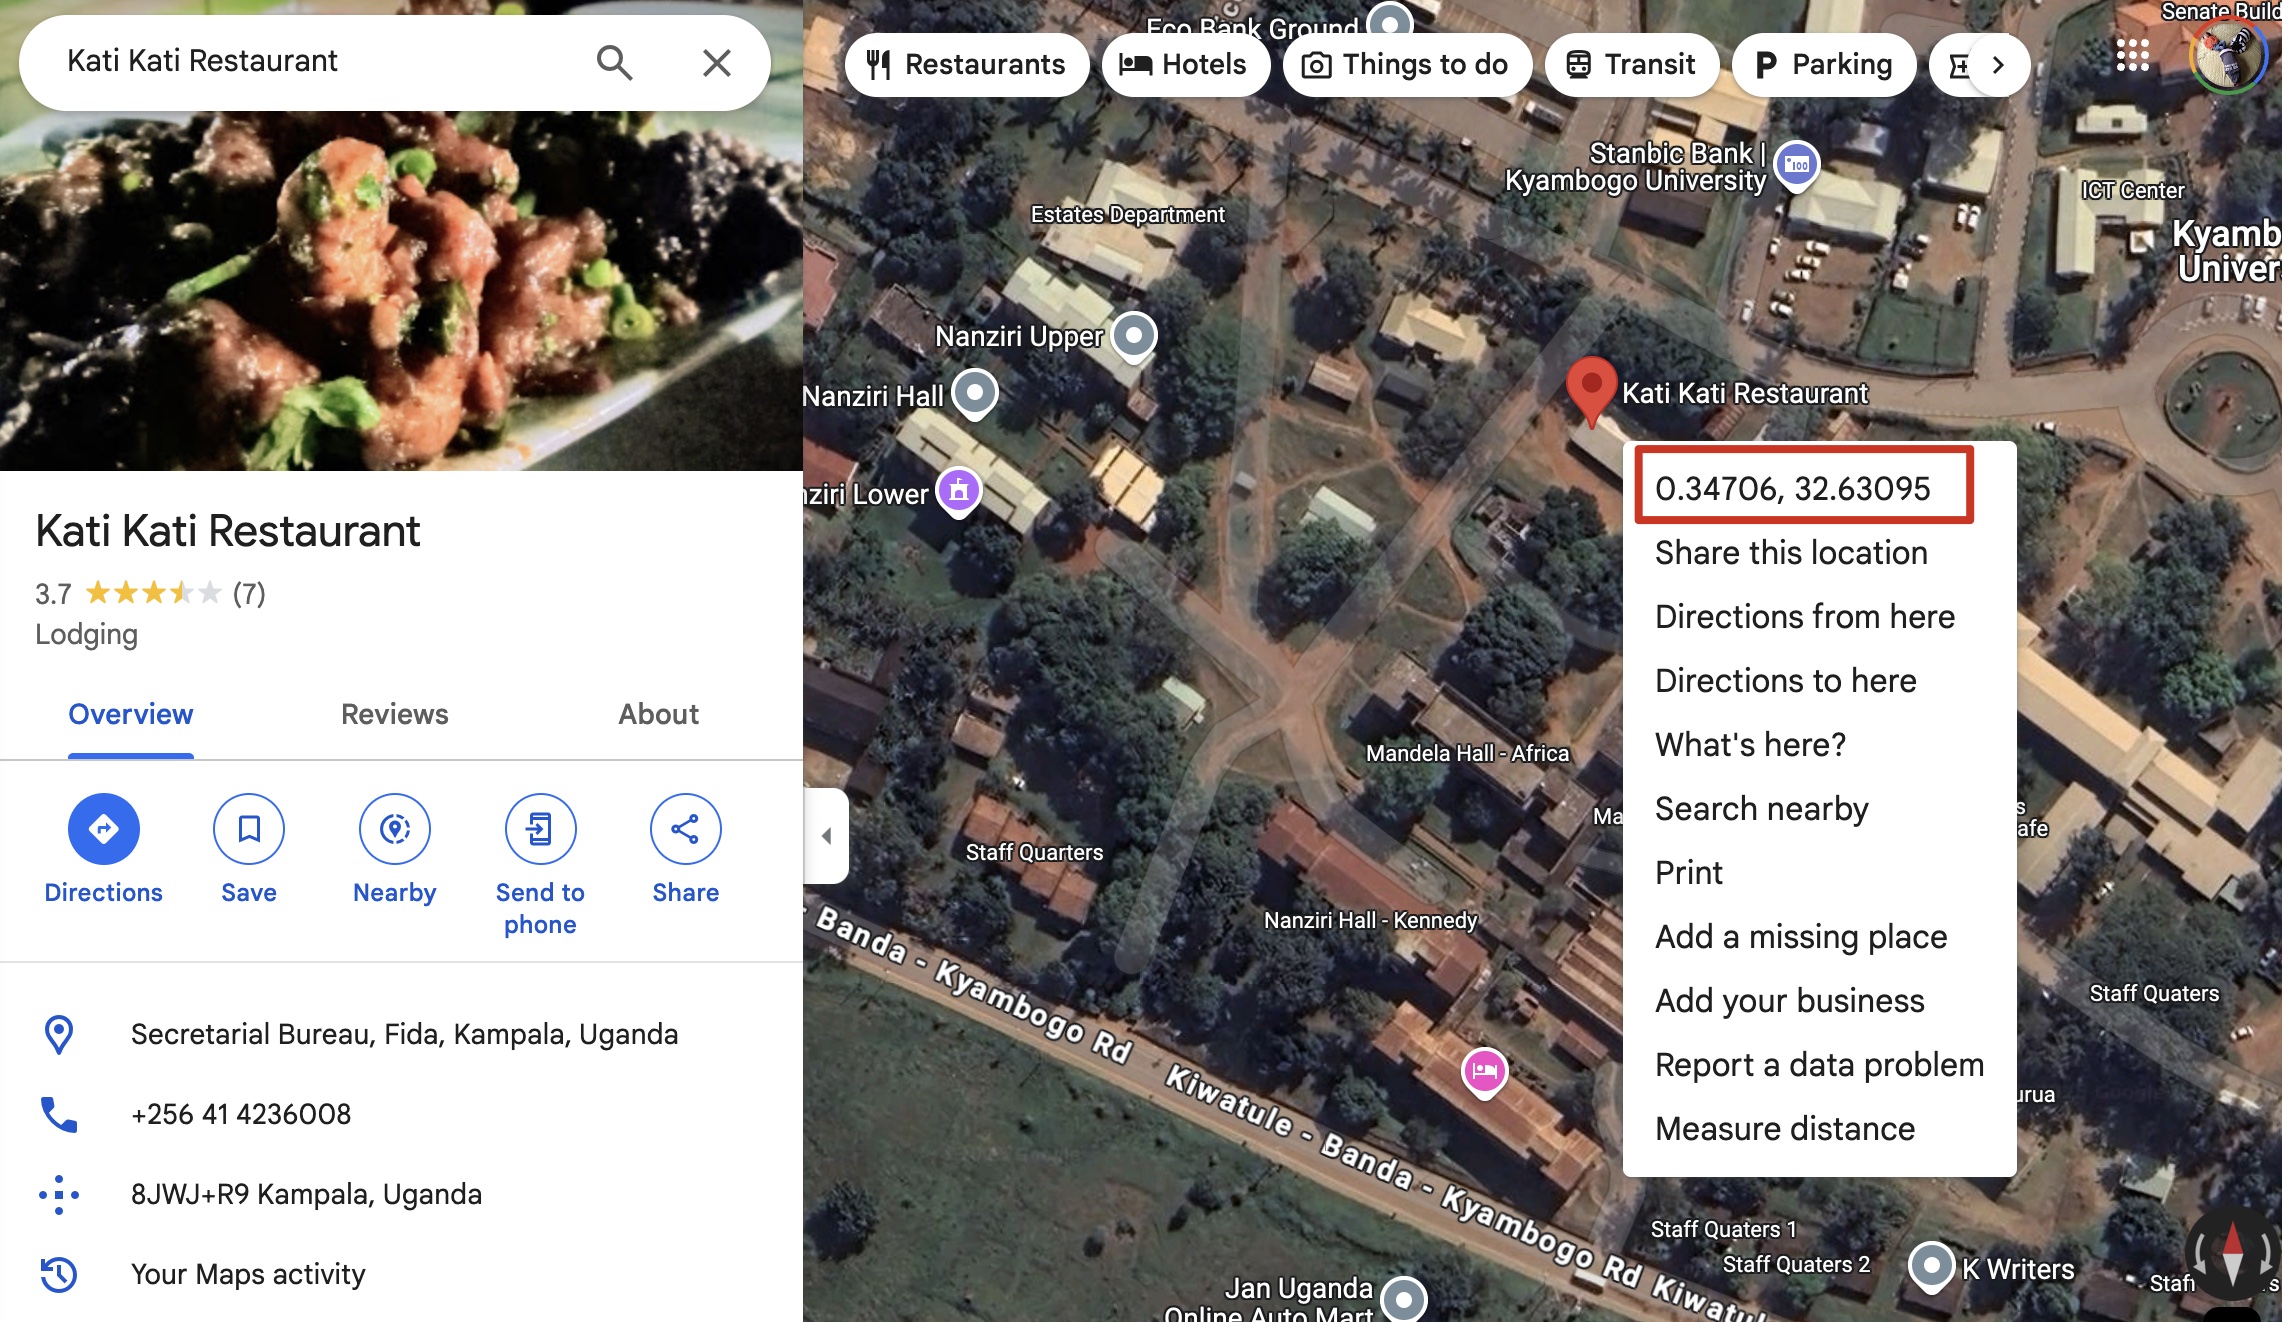 Kati Kati Restaurant
Kati Kati Restaurant
3.7
(7)
Lodging
Overview
Reviews
About
Directions
Save
Nearby
Send to
phone
Share
Secretarial Bureau, Fida, Kampala, Uganda
+256 41 4236008
8JWJ+R9 Kampala, Uganda
Your Maps activity
Eco Bank Ground
Senate Build
Restaurants
Hotels
Things to do
Transit
Parking
Stanbic Bank |
Kyambogo University
100
ICT Center
Kyamb
Univer
Estates Department
Nanziri Upper
Nanziri Hall
Kati Kati Restaurant
nziri Lower
0.34706, 32.63095
Share this location
Directions from here
Directions to here
What's here?
Search nearby
Print
Add a missing place
Add your business
Report a data problem
Measure distance
Mandela Hall - Africa
Ma
s
afe
Staff Quarters
Nanziri Hall - Kennedy
Staff Quaters
urua
Banda - Kyambogo Rd
Kiwatule - Banda - Kyambogo Rd
Kiwatul
Staff Quaters 1
Staff Quaters 2
K Writers
Staff
s
Jan Uganda
Online Auto Mart